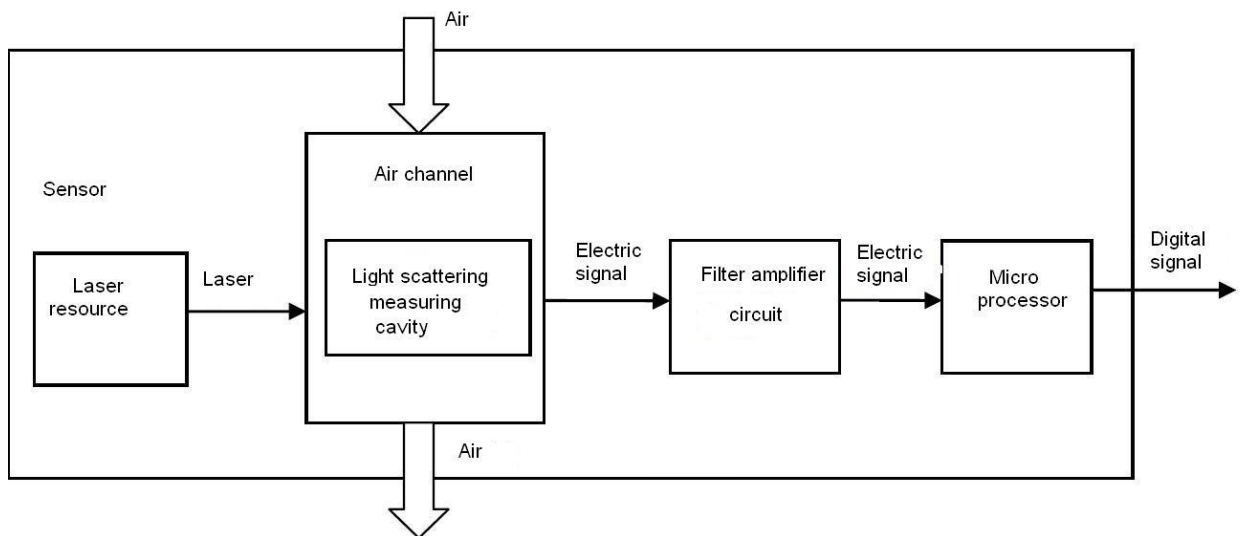 Air
Sensor
Air channel
Laser
resource
Laser
Light scattering
measuring
cavity
Electric
signal
Filter amplifier
circuit
Electric
signal
Micro
processor
Digital
signal
Air